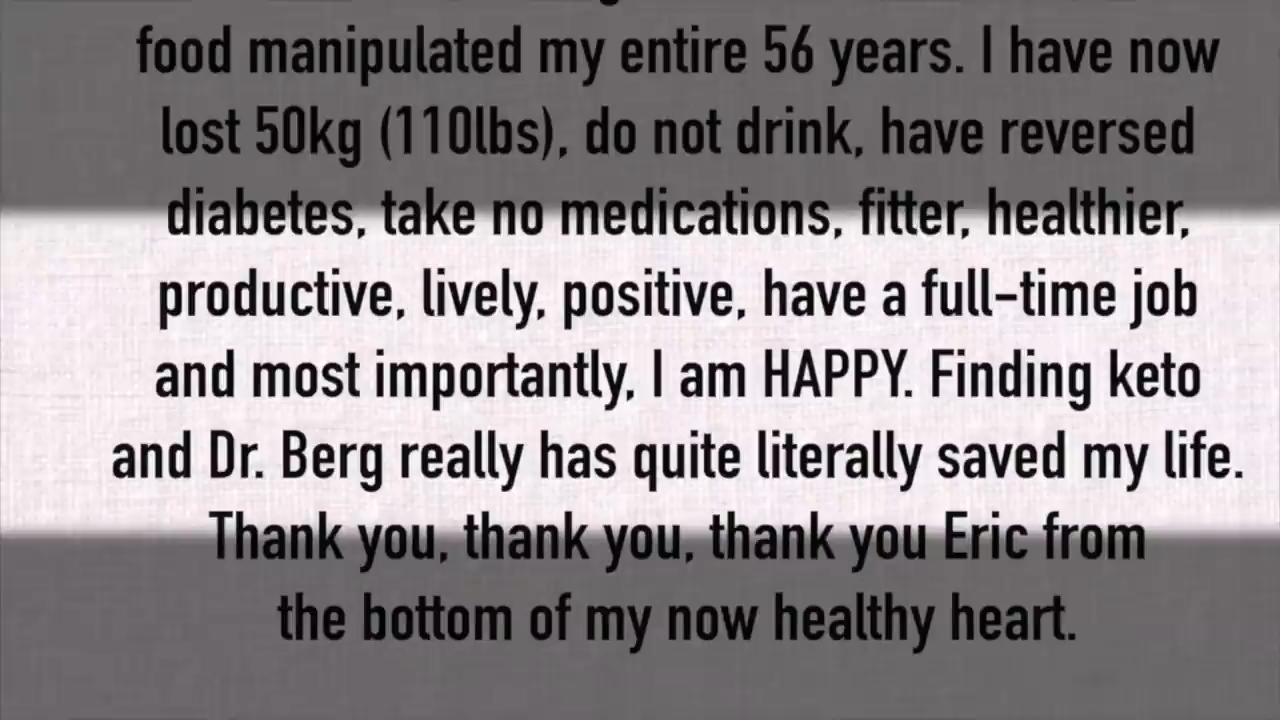 food manipulated my entire 56 years. I have now
lost 50kg (110lbs), do not drink, have reversed
diabetes, take no medications, fitter, healthier,
productive, lively, positive, have a full-time job
and most importantly, I am HAPPY. Finding keto
and Dr. Berg really has quite literally saved my life.
Thank you, thank you, thank you Eric from
the bottom of my now healthy heart.